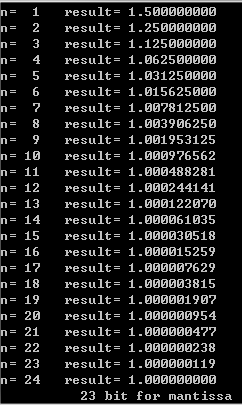 n=  1   result= 1.500000000
n=  2   result= 1.250000000
n=  3   result= 1.125000000
n=  4   result= 1.062500000
n=  5   result= 1.031250000
n=  6   result= 1.015625000
n=  7   result= 1.007812500
n=  8   result= 1.003906250
n=  9   result= 1.001953125
n= 10   result= 1.000976562
n= 11   result= 1.000488281
n= 12   result= 1.000244141
n= 13   result= 1.000122070
n= 14   result= 1.000061035
n= 15   result= 1.000030518
n= 16   result= 1.000015259
n= 17   result= 1.000007629
n= 18   result= 1.000003815
n= 19   result= 1.000001907
n= 20   result= 1.000000954
n= 21   result= 1.000000477
n= 22   result= 1.000000238
n= 23   result= 1.000000119
n= 24   result= 1.000000000
23 bit for mantissa